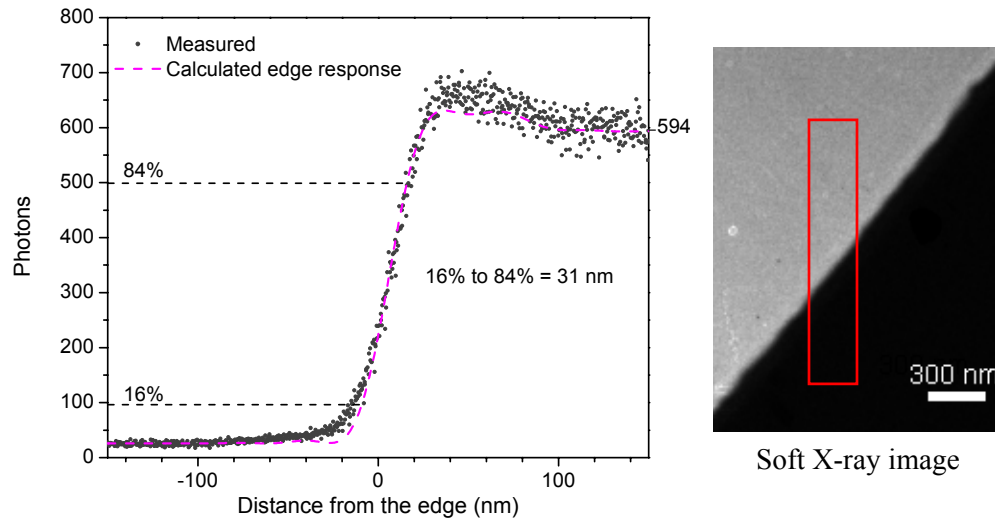 800
700
600
500
400
300
200
100
0
Photons
Measured
Calculated edge response
594
84%
16% to 84% = 31 nm
16%
-100
0
100
Distance from the edge (nm)
300 nm
Soft X-ray image